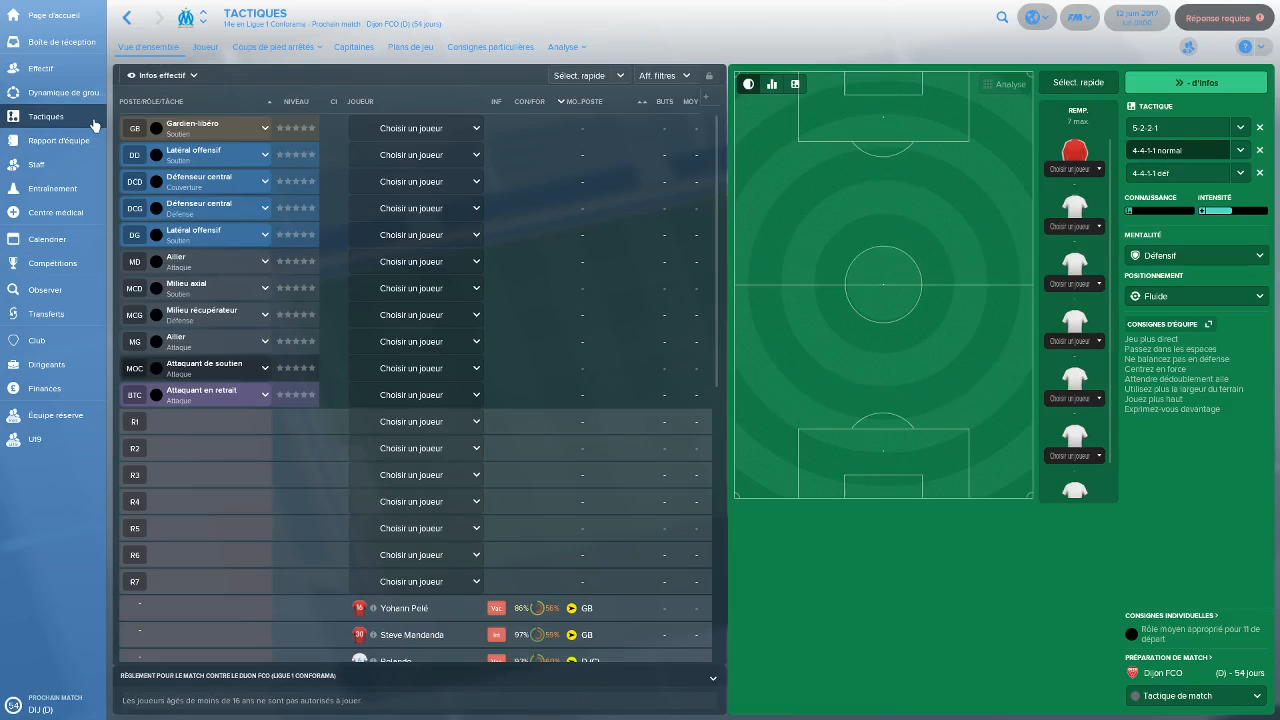 Page d'accueil
Boîte de réception
Effectif
Dynamique de grou...
Tactiques
Rapport d'équipe
Staff
Entraînement
Centre médical
Calendrier
Compétitions
Observer
Transferts
Club
Dirigeants
Finances
Équipe réserve
U19
54
PROCHAIN MATCH
DIJ (D)
TACTIQUES
14e en Ligue 1 Conforama - Prochain match : Dijon FCO (D) (54 jours)
FM
12 juin 2017
lun 01:00
Réponse requise
Vue d'ensemble
Joueur
Coups de pied arrêtés
Capitaines
Plans de jeu
Consignes particulières
Analyse
?
Infos effectif
Sélect. rapide
Aff. filtres
POSTE/RÔLE/TÂCHE
NIVEAU
CI
JOUEUR
INF
CON/FOR
MO...POSTE
BUTS
MOY
+
GB Gardien-libéro Soutien Choisir un joueur - - -
DD Latéral offensif Soutien Choisir un joueur - - -
DCD Défenseur central Couverture Choisir un joueur - - -
DCG Défenseur central Défense Choisir un joueur - - -
DG Latéral offensif Soutien Choisir un joueur - - -
MD Ailier Attaque Choisir un joueur - - -
MCD Milieu axial Soutien Choisir un joueur - - -
MCG Milieu récupérateur Défense Choisir un joueur - - -
MG Ailier Attaque Choisir un joueur - - -
MOC Attaquant de soutien Attaque Choisir un joueur - - -
BTC Attaquant en retrait Attaque Choisir un joueur - - -
R1 Choisir un joueur - - -
R2 Choisir un joueur - - -
R3 Choisir un joueur - - -
R4 Choisir un joueur - - -
R5 Choisir un joueur - - -
R6 Choisir un joueur - - -
R7 Choisir un joueur - - -
- 16 Yohann Pelé Vac 86% 56% GB - -
- 30 Steve Mandanda Int 97% 59% GB - -
- Rolando
RÈGLEMENT POUR LE MATCH CONTRE LE DIJON FCO (LIGUE 1 CONFORAMA)
Les joueurs âgés de moins de 16 ans ne sont pas autorisés à jouer.
Analyse
Sélect. rapide
REMP.
7 max.
Choisir un joueur
-
Choisir un joueur
-
Choisir un joueur
-
Choisir un joueur
-
Choisir un joueur
-
Choisir un joueur
-
- d'infos
TACTIQUE
5-2-2-1
4-4-1-1 normal
4-4-1-1 déf
CONNAISSANCE
INTENSITÉ
MENTALITÉ
Défensif
POSITIONNEMENT
Fluide
CONSIGNES D'ÉQUIPE
Jeu plus direct
Passez dans les espaces
Ne balancez pas en défense
Centrez en force
Attendre dédoublement aile
Utilisez plus la largeur du terrain
Jouez plus haut
Exprimez-vous davantage
CONSIGNES INDIVIDUELLES >
Rôle moyen approprié pour 11 de
départ
PRÉPARATION DE MATCH >
Dijon FCO (D) - 54 jours
Tactique de match